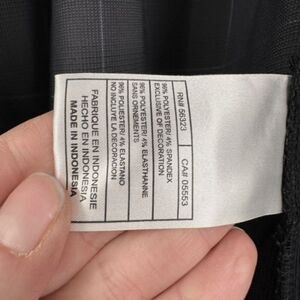 RN# 56323
CA# 05553
96% POLYESTER/ 4% SPANDEX
EXCLUSIVE OF DECORATION
96% POLYESTER/ 4% ELASTHANNE
SANS ORNEMENTS
96% POLIESTER/ 4% ELASTANO
NO INCLUYE LA DECORACION
FABRIQUE EN INDONESIE
HECHO EN INDONESIA
MADE IN INDONESIA